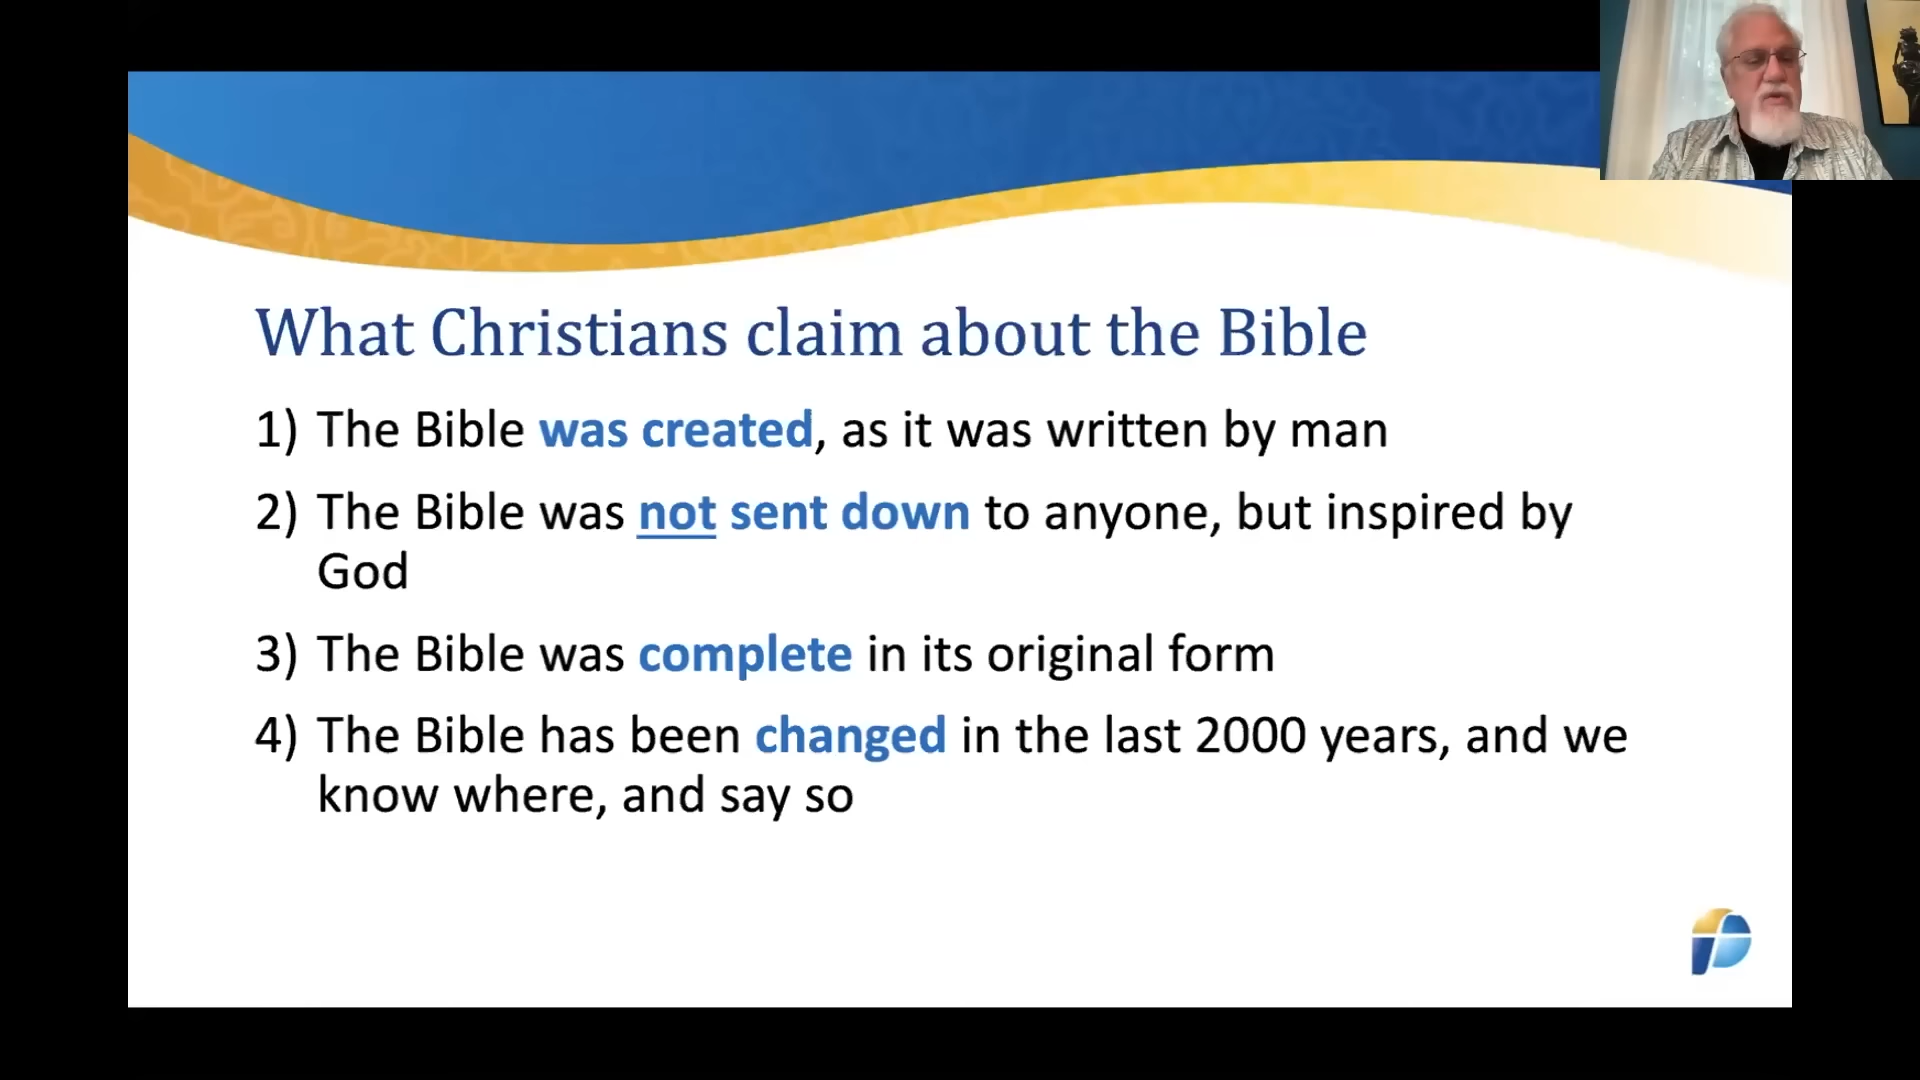 What Christians claim about the Bible
1) The Bible was created, as it was written by man
2) The Bible was not sent down to anyone, but inspired by
God
3) The Bible was complete in its original form
4) The Bible has been changed in the last 2000 years, and we
know where, and say so